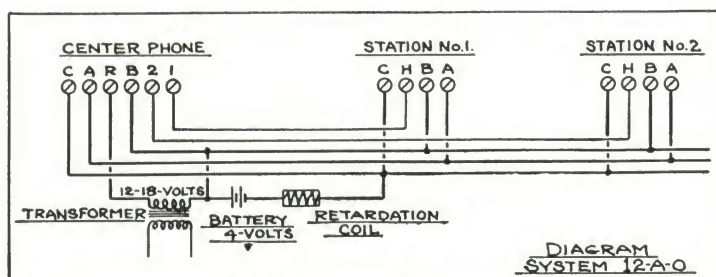 CENTER PHONE
STATION No.1.
STATION No.2
C A R B 2 1
C H B A
C H B A
12-18-VOLTS
TRANSFORMER
BATTERY
4-VOLTS
RETARDATION
COIL
DIAGRAM
SYSTEM 12-A-O